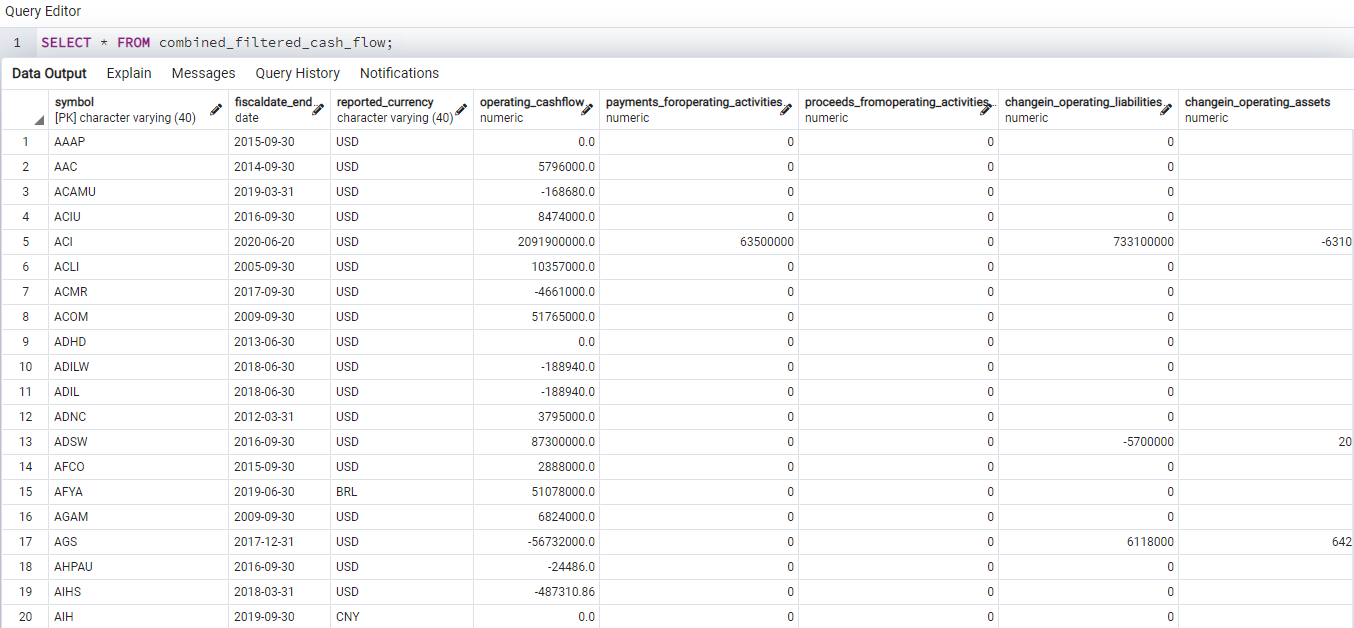 Query Editor
1 SELECT * FROM combined_filtered_cash_flow;
Data Output Explain Messages Query History Notifications
symbol fiscaldate_end... reported_currency operating_cashflow payments_foroperating_activities proceeds_fromoperating_activities... changein_operating_liabilities changein_operating_assets
[PK] character varying (40) date character varying (40) numeric numeric numeric numeric numeric
1 AAAP 2015-09-30 USD 0.0 0 0 0
2 AAC 2014-09-30 USD 5796000.0 0 0 0
3 ACAMU 2019-03-31 USD -168680.0 0 0 0
4 ACIU 2016-09-30 USD 8474000.0 0 0 0
5 ACI 2020-06-20 USD 2091900000.0 63500000 0 733100000 -6310
6 ACLI 2005-09-30 USD 10357000.0 0 0 0
7 ACMR 2017-09-30 USD -4661000.0 0 0 0
8 ACOM 2009-09-30 USD 51765000.0 0 0 0
9 ADHD 2013-06-30 USD 0.0 0 0 0
10 ADILW 2018-06-30 USD -188940.0 0 0 0
11 ADIL 2018-06-30 USD -188940.0 0 0 0
12 ADNC 2012-03-31 USD 3795000.0 0 0 0
13 ADSW 2016-09-30 USD 87300000.0 0 0 -5700000 20
14 AFCO 2015-09-30 USD 2888000.0 0 0 0
15 AFYA 2019-06-30 BRL 51078000.0 0 0 0
16 AGAM 2009-09-30 USD 6824000.0 0 0 0
17 AGS 2017-12-31 USD -56732000.0 0 0 6118000 642
18 AHPAU 2016-09-30 USD -24486.0 0 0 0
19 AIHS 2018-03-31 USD -487310.86 0 0 0
20 AIH 2019-09-30 CNY 0.0 0 0 0